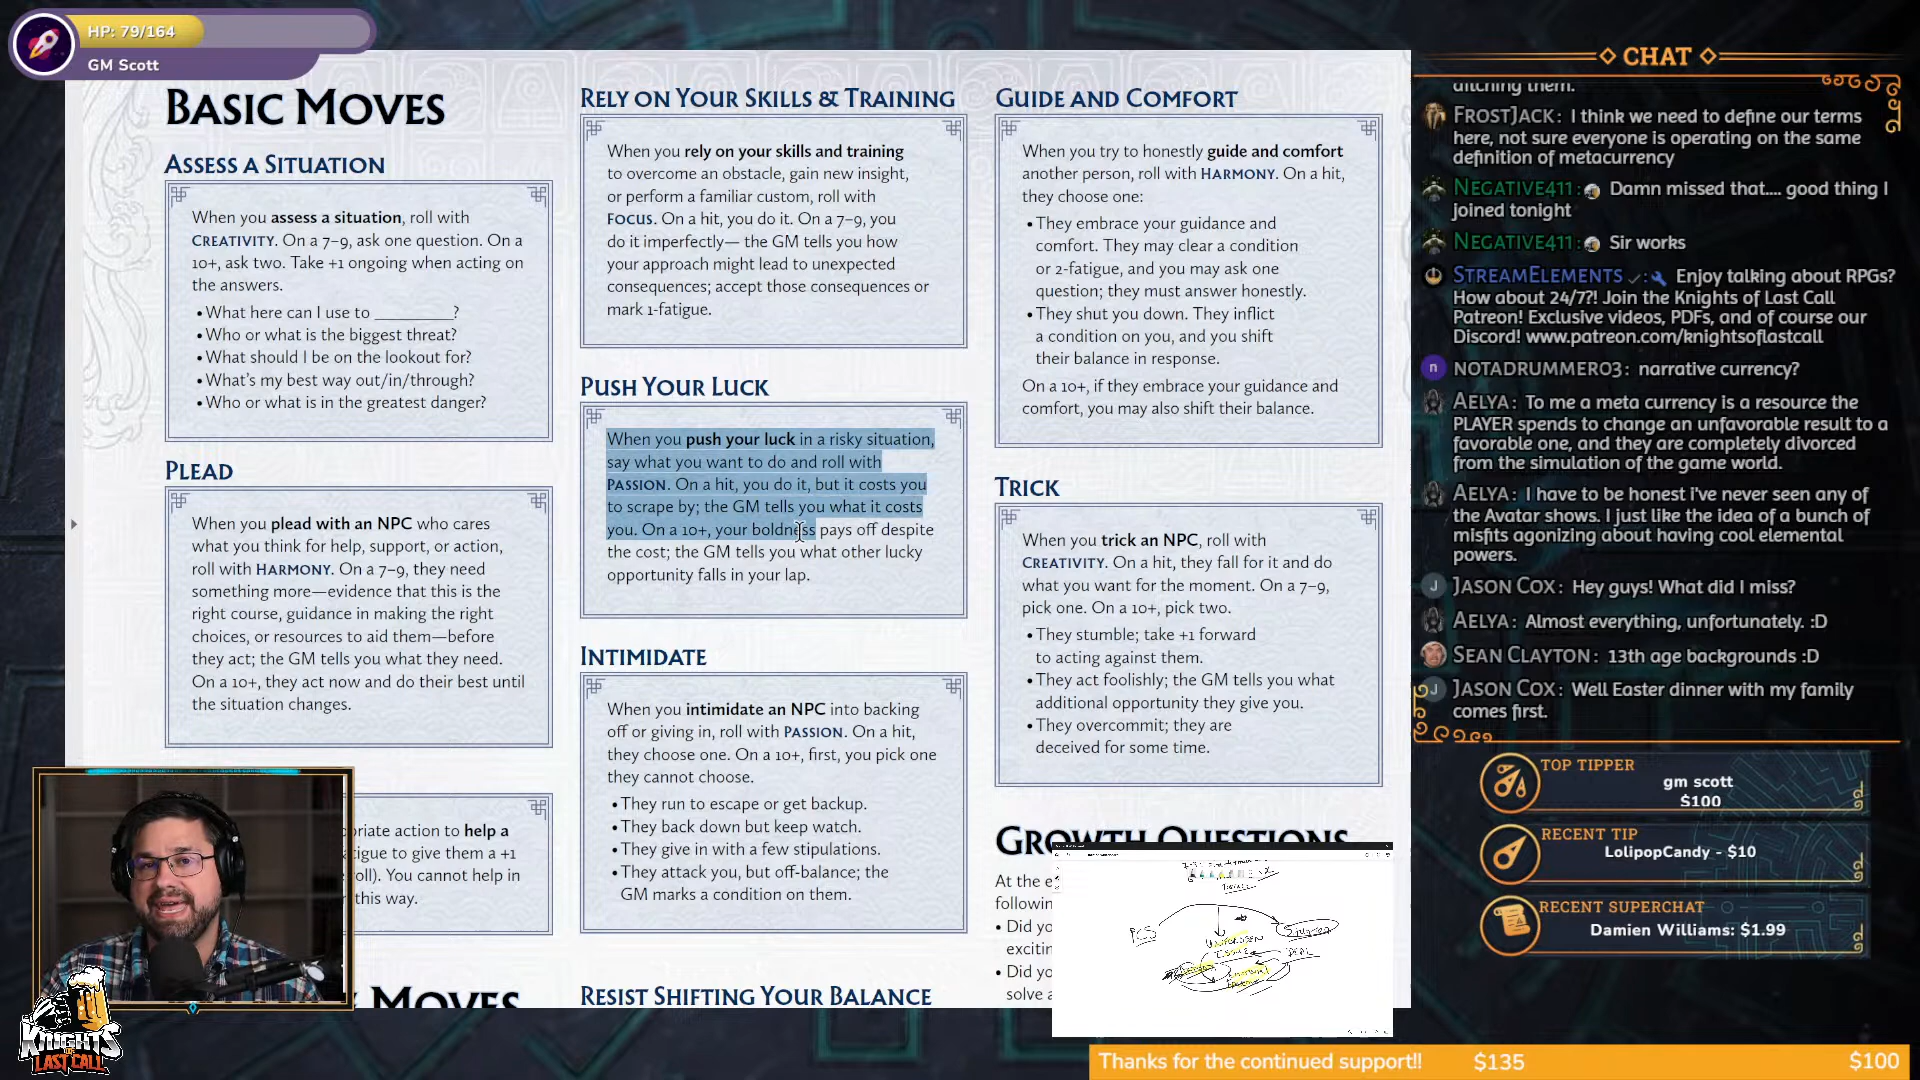 HP: 79/164
GM Scott
BASIC MOVES
ASSESS A SITUATION
When you assess a situation, roll with
CREATIVITY. On a 7–9, ask one question. On a
10+, ask two. Take +1 ongoing when acting on
the answers.
• What here can I use to __________?
• Who or what is the biggest threat?
• What should I be on the lookout for?
• What's my best way out/in/through?
• Who or what is in the greatest danger?
PLEAD
When you plead with an NPC who cares
what you think for help, support, or action,
roll with HARMONY. On a 7–9, they need
something more—evidence that this is the
right course, guidance in making the right
choices, or resources to aid them—before
they act; the GM tells you what they need.
On a 10+, they act now and do their best until
the situation changes.
priate action to help a
tigue to give them a +1
roll). You cannot help in
this way.
MOVES
RELY ON YOUR SKILLS & TRAINING
When you rely on your skills and training
to overcome an obstacle, gain new insight,
or perform a familiar custom, roll with
FOCUS. On a hit, you do it. On a 7–9, you
do it imperfectly— the GM tells you how
your approach might lead to unexpected
consequences; accept those consequences or
mark 1-fatigue.
PUSH YOUR LUCK
When you push your luck in a risky situation,
say what you want to do and roll with
PASSION. On a hit, you do it, but it costs you
to scrape by; the GM tells you what it costs
you. On a 10+, your boldness pays off despite
the cost; the GM tells you what other lucky
opportunity falls in your lap.
INTIMIDATE
When you intimidate an NPC into backing
off or giving in, roll with PASSION. On a hit,
they choose one. On a 10+, first, you pick one
they cannot choose.
• They run to escape or get backup.
• They back down but keep watch.
• They give in with a few stipulations.
• They attack you, but off-balance; the
GM marks a condition on them.
RESIST SHIFTING YOUR BALANCE
GUIDE AND COMFORT
When you try to honestly guide and comfort
another person, roll with HARMONY. On a hit,
they choose one:
• They embrace your guidance and
comfort. They may clear a condition
or 2-fatigue, and you may ask one
question; they must answer honestly.
• They shut you down. They inflict
a condition on you, and you shift
their balance in response.
On a 10+, if they embrace your guidance and
comfort, you may also shift their balance.
TRICK
When you trick an NPC, roll with
CREATIVITY. On a hit, they fall for it and do
what you want for the moment. On a 7–9,
pick one. On a 10+, pick two.
• They stumble; take +1 forward
to acting against them.
• They act foolishly; the GM tells you what
additional opportunity they give you.
• They overcommit; they are
deceived for some time.
GROWTH QUESTIONS
At the e
followin
• Did yo
excitin
• Did yo
solve a
PCS
CHAT
ditching them.
FROSTJACK: I think we need to define our terms
here, not sure everyone is operating on the same
definition of metacurrency
NEGATIVE411: Damn missed that.... good thing I
joined tonight
NEGATIVE411: Sir works
STREAMELEMENTS: Enjoy talking about RPGs?
How about 24/7?! Join the Knights of Last Call
Patreon! Exclusive videos, PDFs, and of course our
Discord! www.patreon.com/knightsoflastcall
n NOTADRUMMER03: narrative currency?
AELYA: To me a meta currency is a resource the
PLAYER spends to change an unfavorable result to a
favorable one, and they are completely divorced
from the simulation of the game world.
AELYA: I have to be honest i've never seen any of
the Avatar shows. I just like the idea of a bunch of
misfits agonizing about having cool elemental
powers.
J JASON COX: Hey guys! What did I miss?
AELYA: Almost everything, unfortunately. :D
SEAN CLAYTON: 13th age backgrounds :D
J JASON COX: Well Easter dinner with my family
comes first.
TOP TIPPER
gm scott
$100
RECENT TIP
LolipopCandy - $10
RECENT SUPERCHAT
Damien Williams: $1.99
KNIGHTS
OF
LAST CALL
Thanks for the continued support!! $135 $100